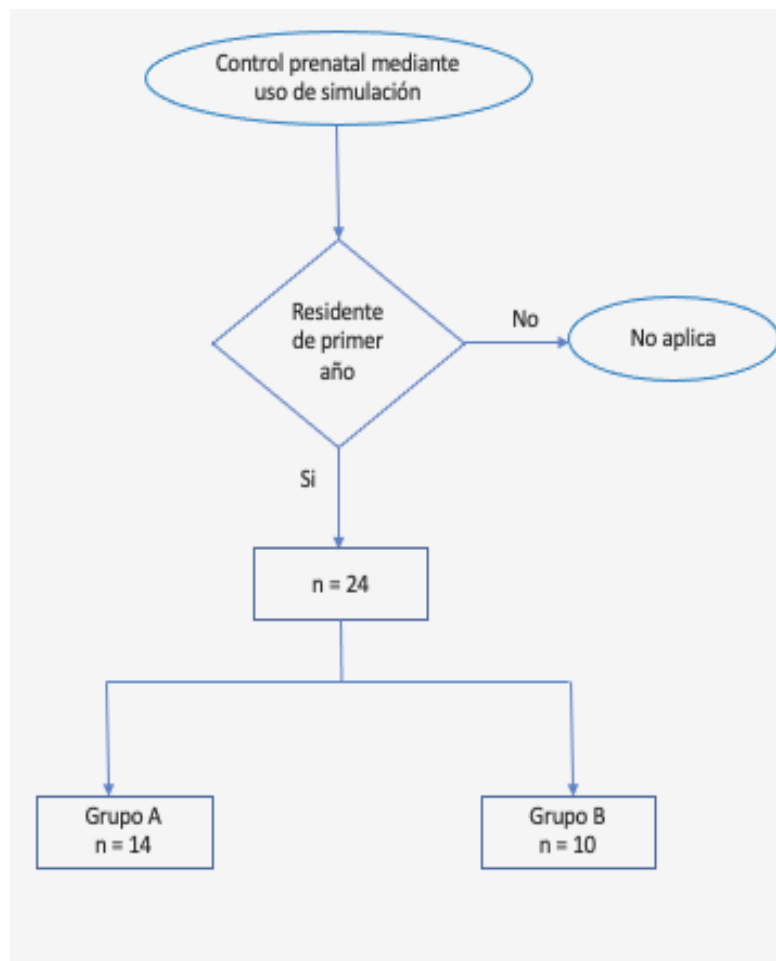 Control prenatal mediante
uso de simulación
Residente
de primer
año
No
No aplica
Si
n = 24
Grupo A
n = 14
Grupo B
n = 10